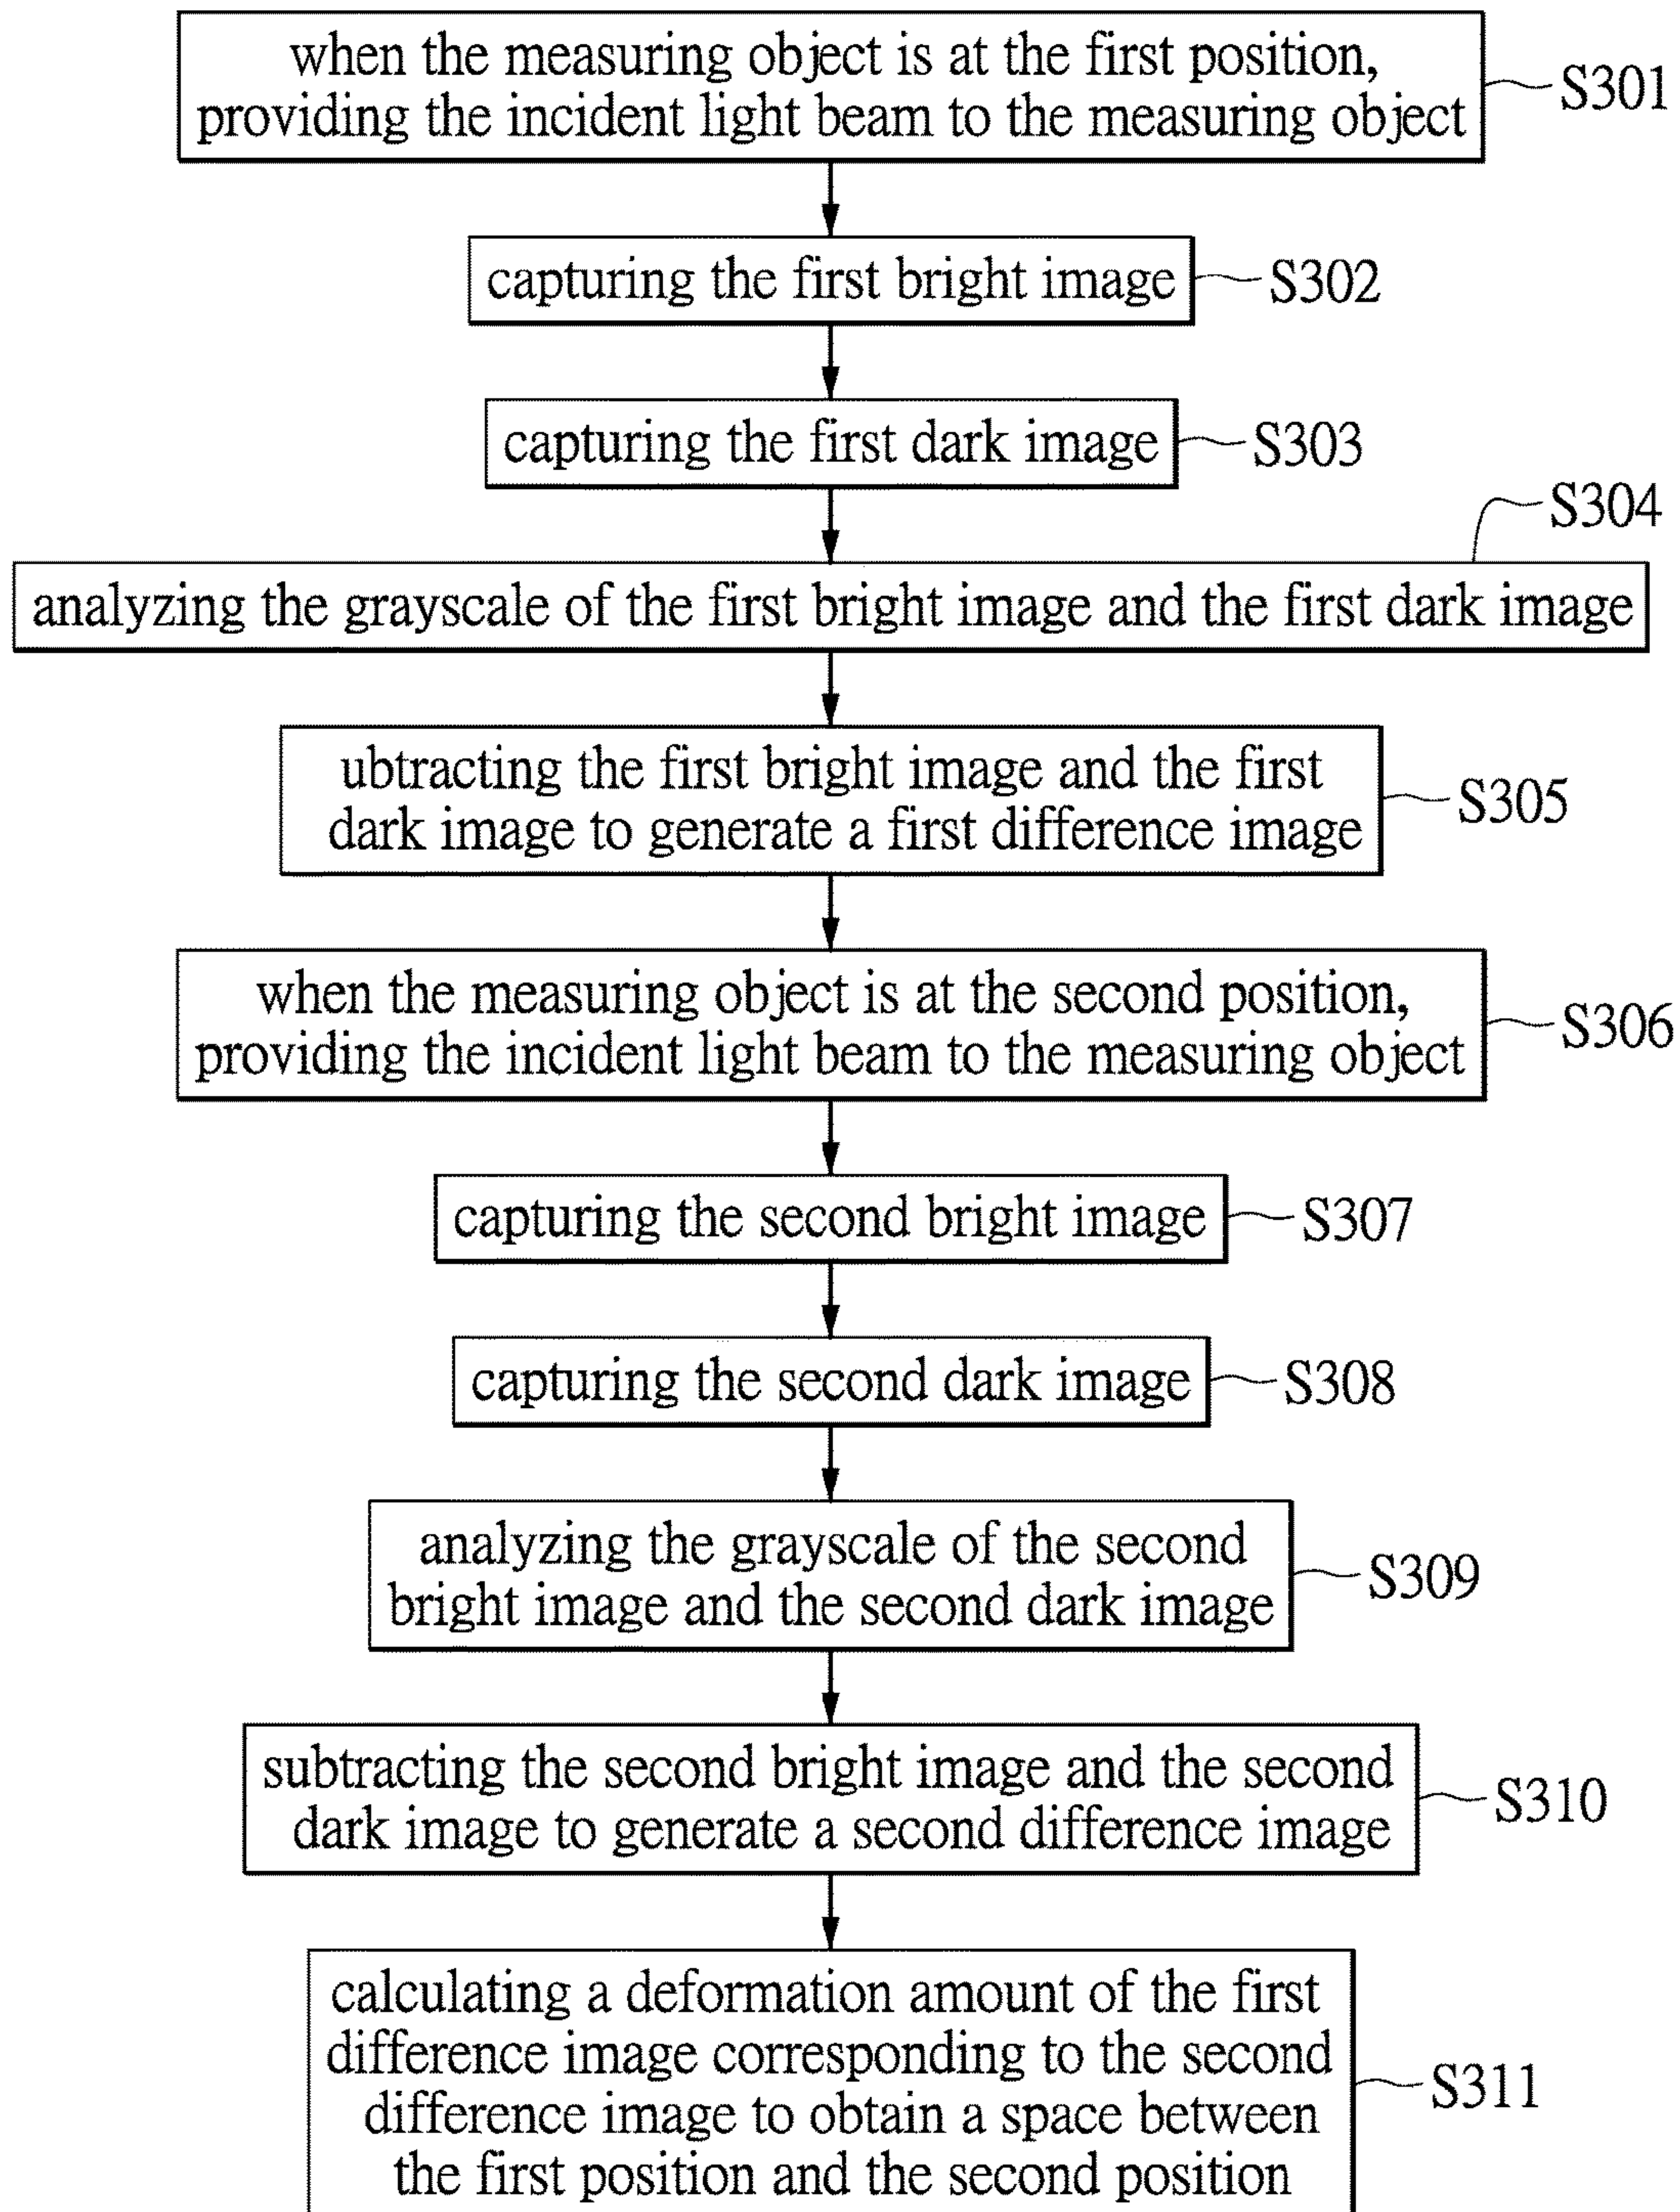 when the measuring object is at the first position,
providing the incident light beam to the measuring object
S301
capturing the first bright image
S302
capturing the first dark image
S303
S304
analyzing the grayscale of the first bright image and the first dark image
ubtracting the first bright image and the first
dark image to generate a first difference image
S305
when the measuring object is at the second position,
providing the incident light beam to the measuring object
S306
capturing the second bright image
S307
capturing the second dark image
S308
analyzing the grayscale of the second
bright image and the second dark image
S309
subtracting the second bright image and the second
dark image to generate a second difference image
S310
calculating a deformation amount of the first
difference image corresponding to the second
difference image to obtain a space between
the first position and the second position
S311